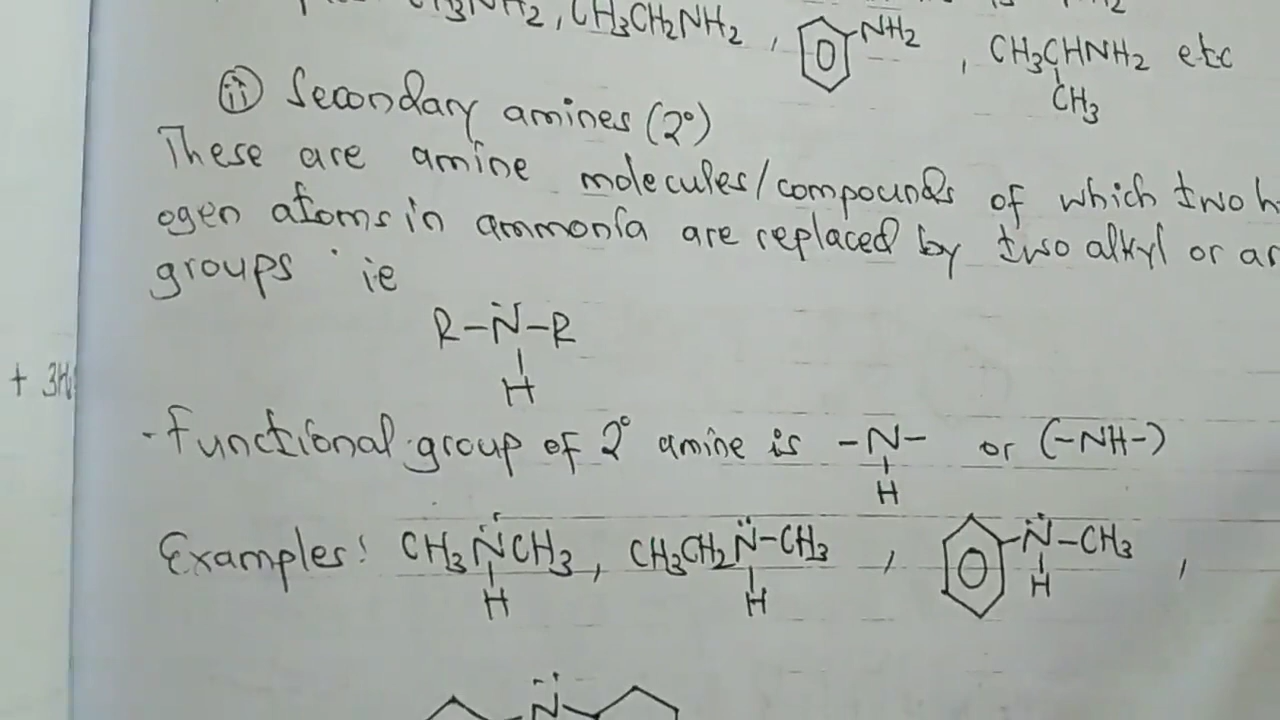 CH3NH2, CH3CH2NH2, NH2, CH3CHNH2 etc
CH3
(ii) Secondary amines (2°)
These are amine molecules/compounds of which two h
ogen atoms in ammonia are replaced by two alkyl or ar
groups ie
R-N-R
H
+ 3H
- Functional group of 2° amine is -N- or (-NH-)
H
Examples: CH3NCH3, CH3CH2N-CH3, N-CH3,
H H H
N